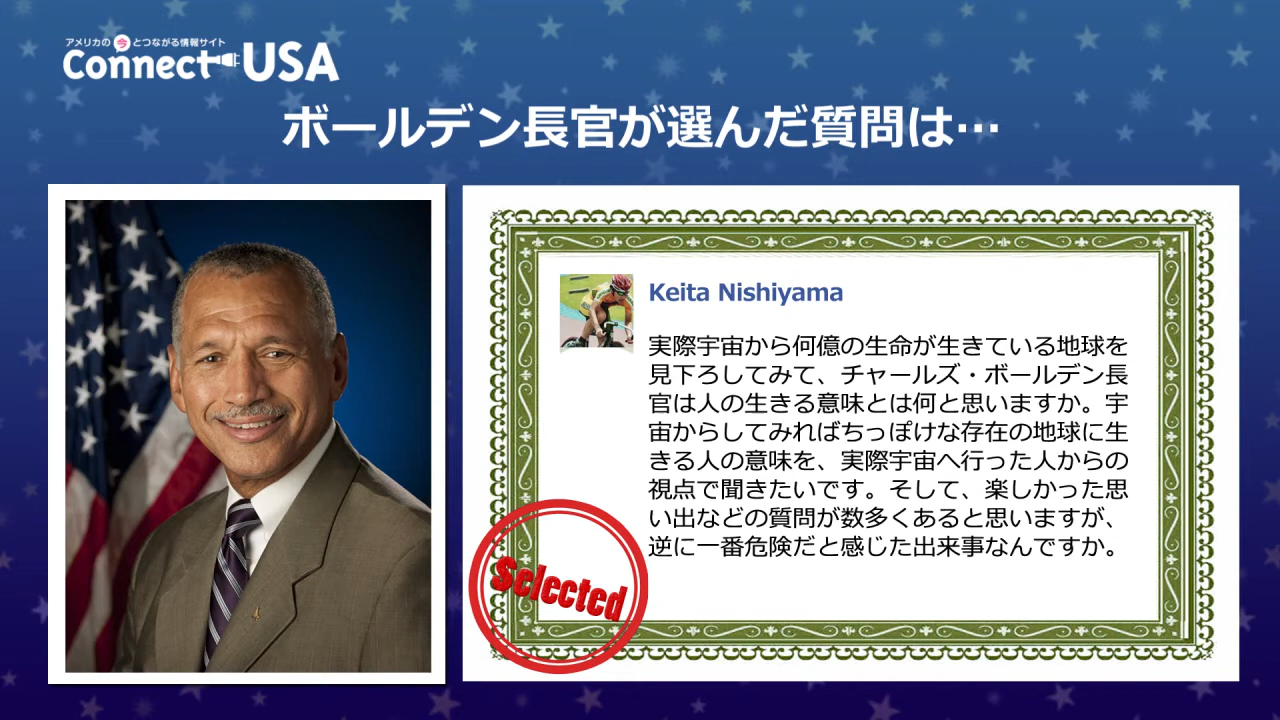 アメリカの今とつながる情報サイト
Connect USA
ボールデン長官が選んだ質問は…
Keita Nishiyama
実際宇宙から何億の生命が生きている地球を
見下ろしてみて、チャールズ・ボールデン長
官は人の生きる意味とは何と思いますか。宇
宙からしてみればちっぽけな存在の地球に生
きる人の意味を、実際宇宙へ行った人からの
視点で聞きたいです。そして、楽しかった思
い出などの質問が数多くあると思いますが、
逆に一番危険だと感じた出来事なんですか。
Selected